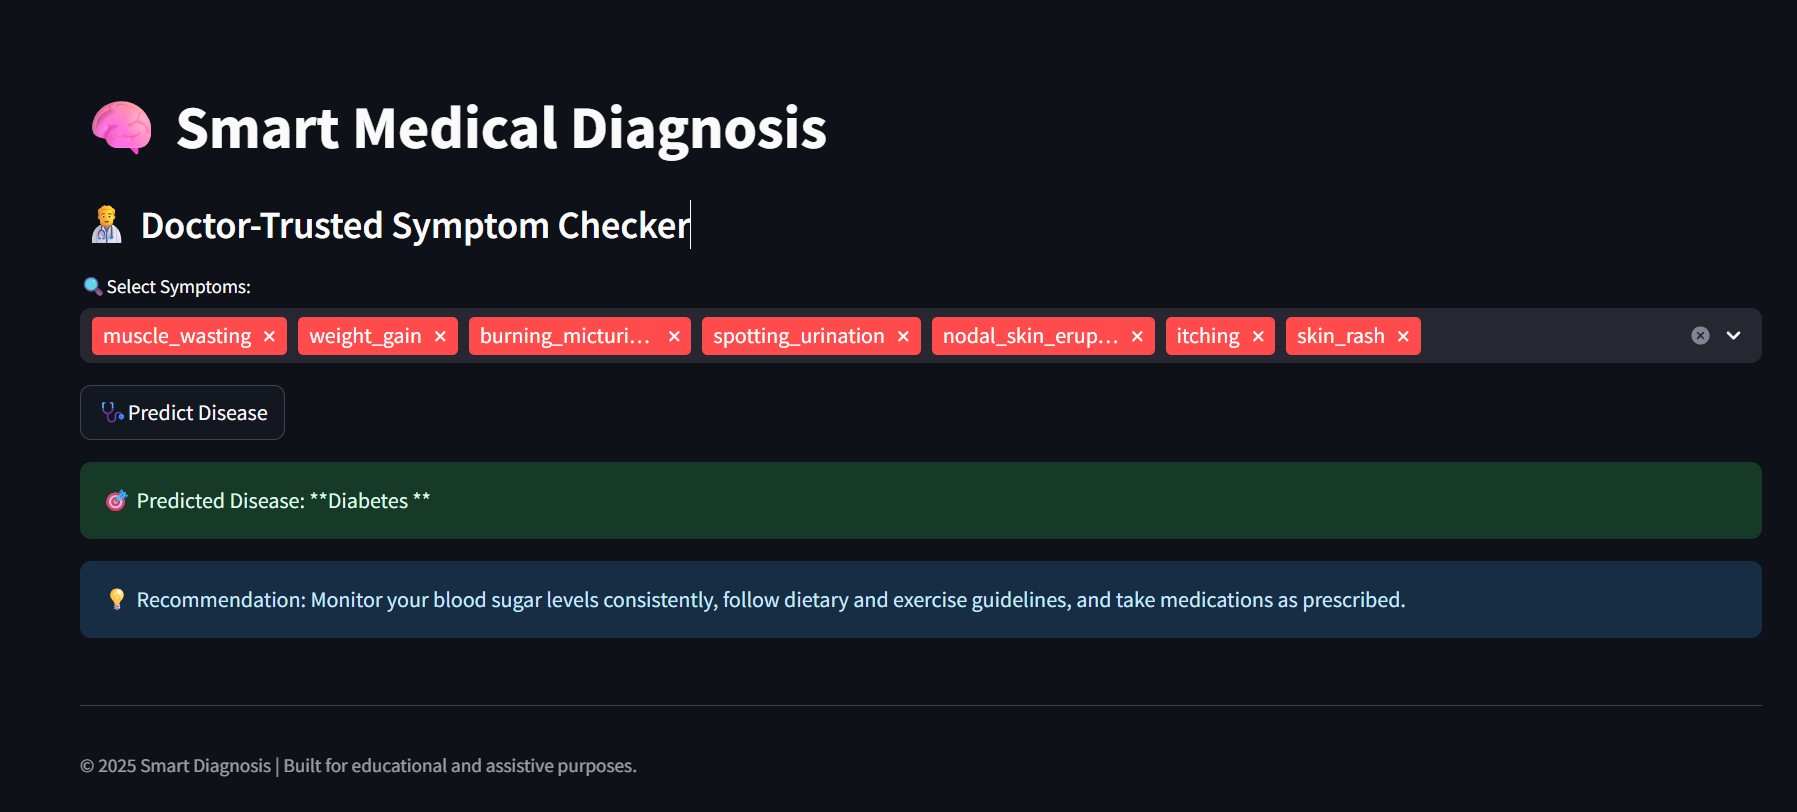 Smart Medical Diagnosis
Doctor-Trusted Symptom Checker
Select Symptoms:
muscle_wasting × weight_gain × burning_micturi... × spotting_urination × nodal_skin_erup... × itching × skin_rash ×
Predict Disease
Predicted Disease: **Diabetes **
Recommendation: Monitor your blood sugar levels consistently, follow dietary and exercise guidelines, and take medications as prescribed.
© 2025 Smart Diagnosis | Built for educational and assistive purposes.